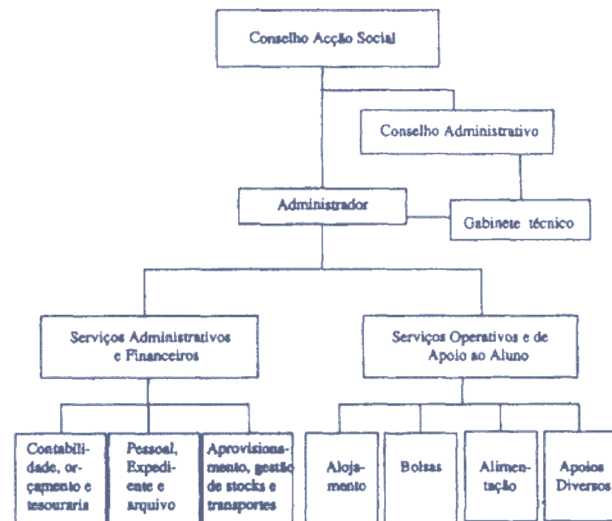 Conselho Acção Social
Conselho Administrativo
Administrador
Gabinete técnico
Serviços Administrativos
e Financeiros
Serviços Operativos e de
Apoio ao Aluno
Contabili-
dade, or-
çamento e
tesouraria
Pessoal,
Expedi-
ente e
arquivo
Aprovisiona-
mento, gestão
de stocks e
transportes
Aloja-
mento
Bolsas
Alimen-
tação
Apoios
Diversos